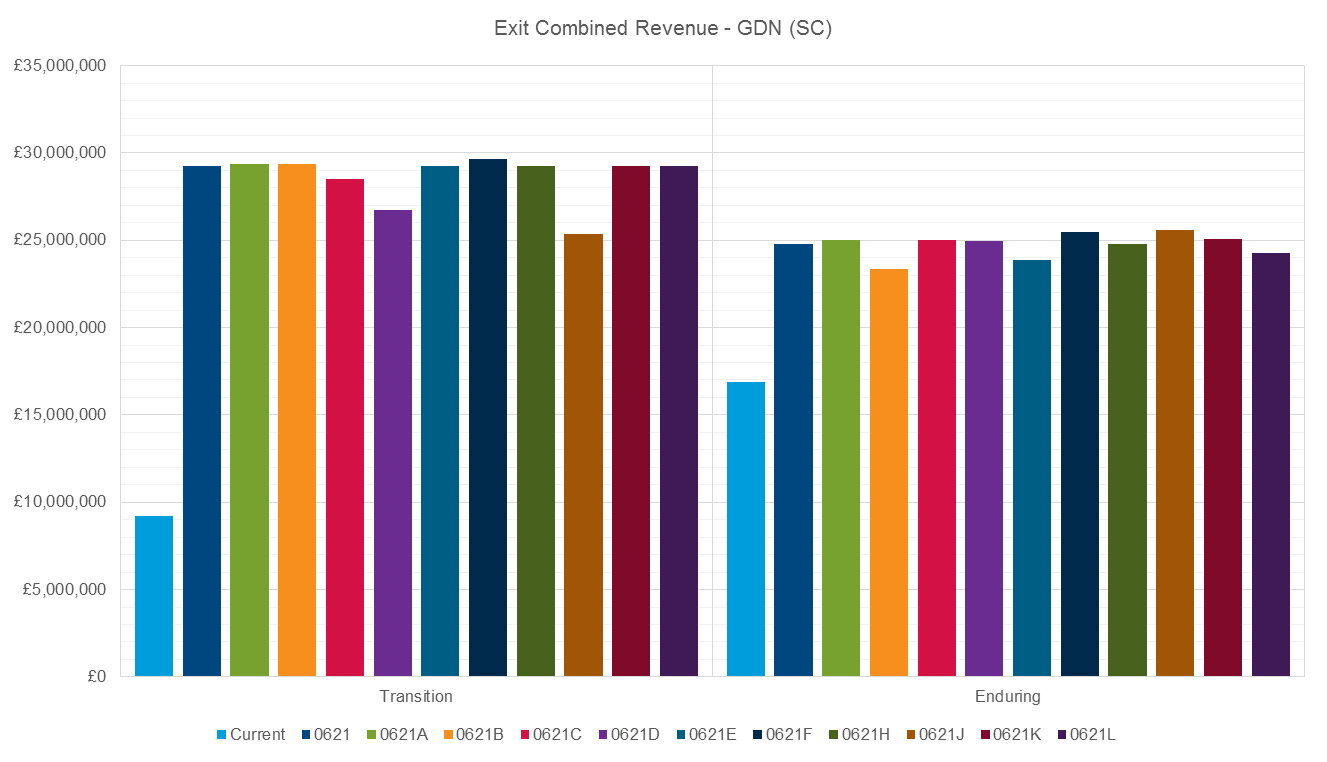 Exit Combined Revenue - GDN (SC)
£35,000,000
£30,000,000
£25,000,000
£20,000,000
£15,000,000
£10,000,000
£5,000,000
£0
Transition Enduring
Current 0621 0621A 0621B 0621C 0621D 0621E 0621F 0621H 0621J 0621K 0621L